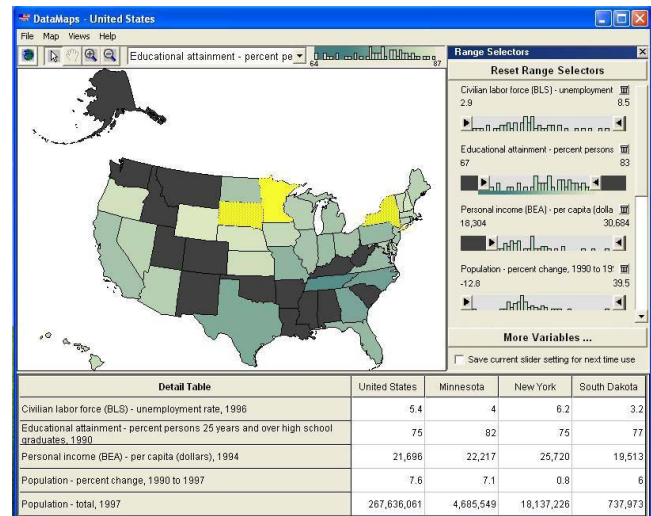 DataMaps - United States
File Map Views Help
Educational attainment - percent pe
64 87
Range Selectors
Reset Range Selectors
Civilian labor force (BLS) - unemployment
2.9 8.5
Educational attainment - percent persons
67 83
Personal income (BEA) - per capita (dolla
18,304 30,684
Population - percent change, 1990 to 19
-12.8 39.5
More Variables ...
Save current slider setting for next time use
Detail Table United States Minnesota New York South Dakota
Civilian labor force (BLS) - unemployment rate, 1996 5.4 4 6.2 3.2
Educational attainment - percent persons 25 years and over high school
graduates, 1990 75 82 75 77
Personal income (BEA) - per capita (dollars), 1994 21,696 22,217 25,720 19,513
Population - percent change, 1990 to 1997 7.6 7.1 0.8 6
Population - total, 1997 267,636,061 4,685,549 18,137,226 737,973